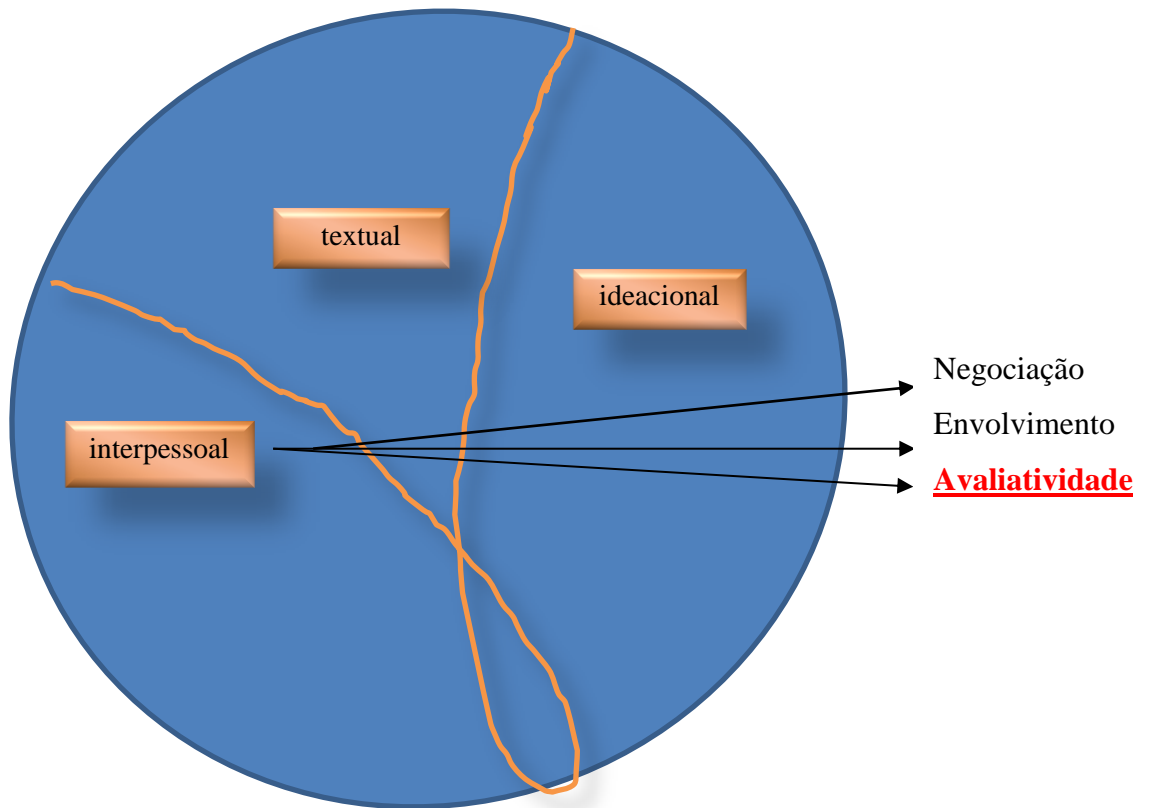 textual
ideacional
interpessoal
Negociação
Envolvimento
Avaliatividade